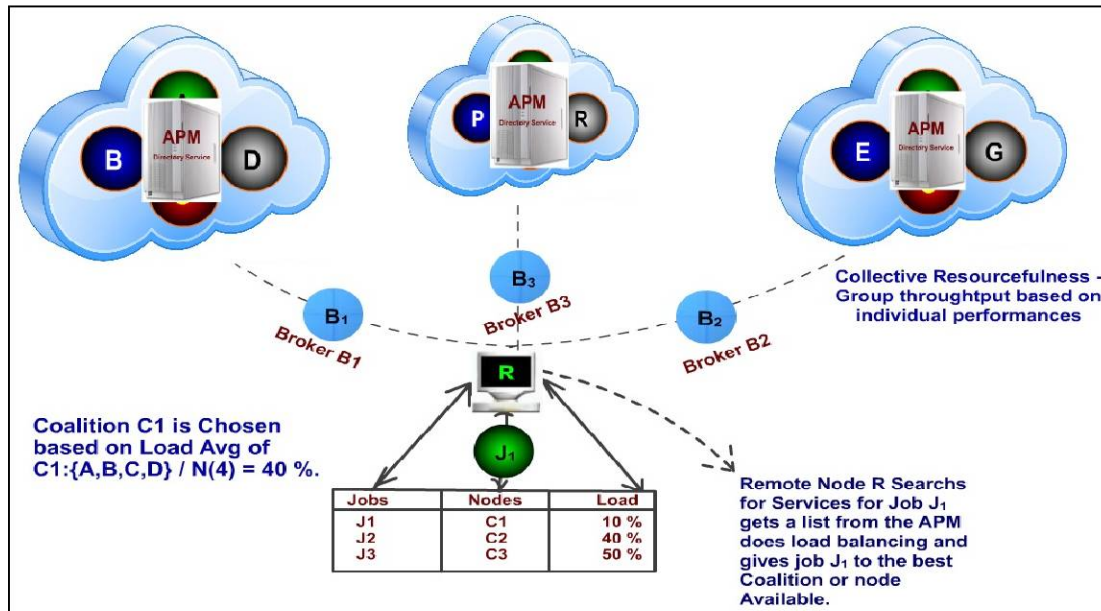 APM
Directory Service
B
D
APM
Directory Service
P
R
APM
Directory Service
E
G
B₁
Broker B1
B₃
Broker B3
B₂
Broker B2
Collective Resourcefulness -
Group throughtput based on
individual performances
R
J₁
Coalition C1 is Chosen
based on Load Avg of
C1:{A,B,C,D} / N(4) = 40 %.
Jobs Nodes Load
J1 C1 10 %
J2 C2 40 %
J3 C3 50 %
Remote Node R Searchs
for Services for Job J₁
gets a list from the APM
does load balancing and
gives job J₁ to the best
Coalition or node
Available.